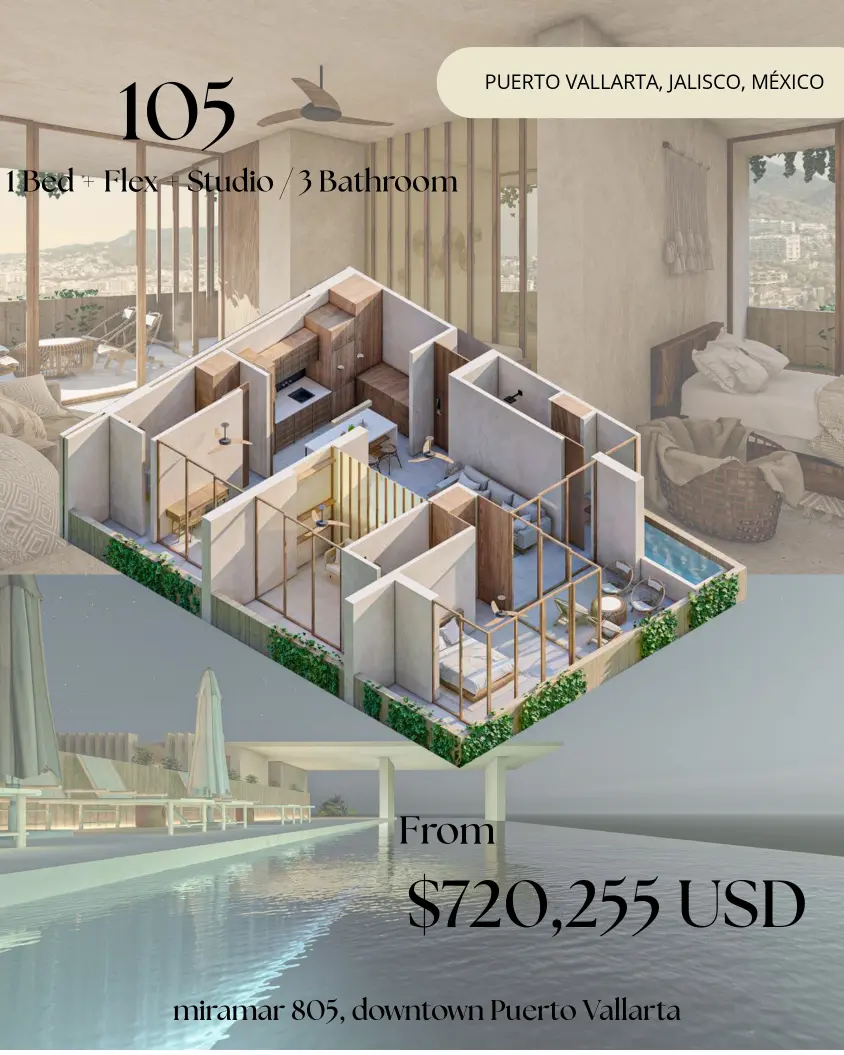 PUERTO VALLARTA, JALISCO, MÉXICO
105
1 Bed + Flex + Studio / 3 Bathroom
From
$720,255 USD
miramar 805, downtown Puerto Vallarta